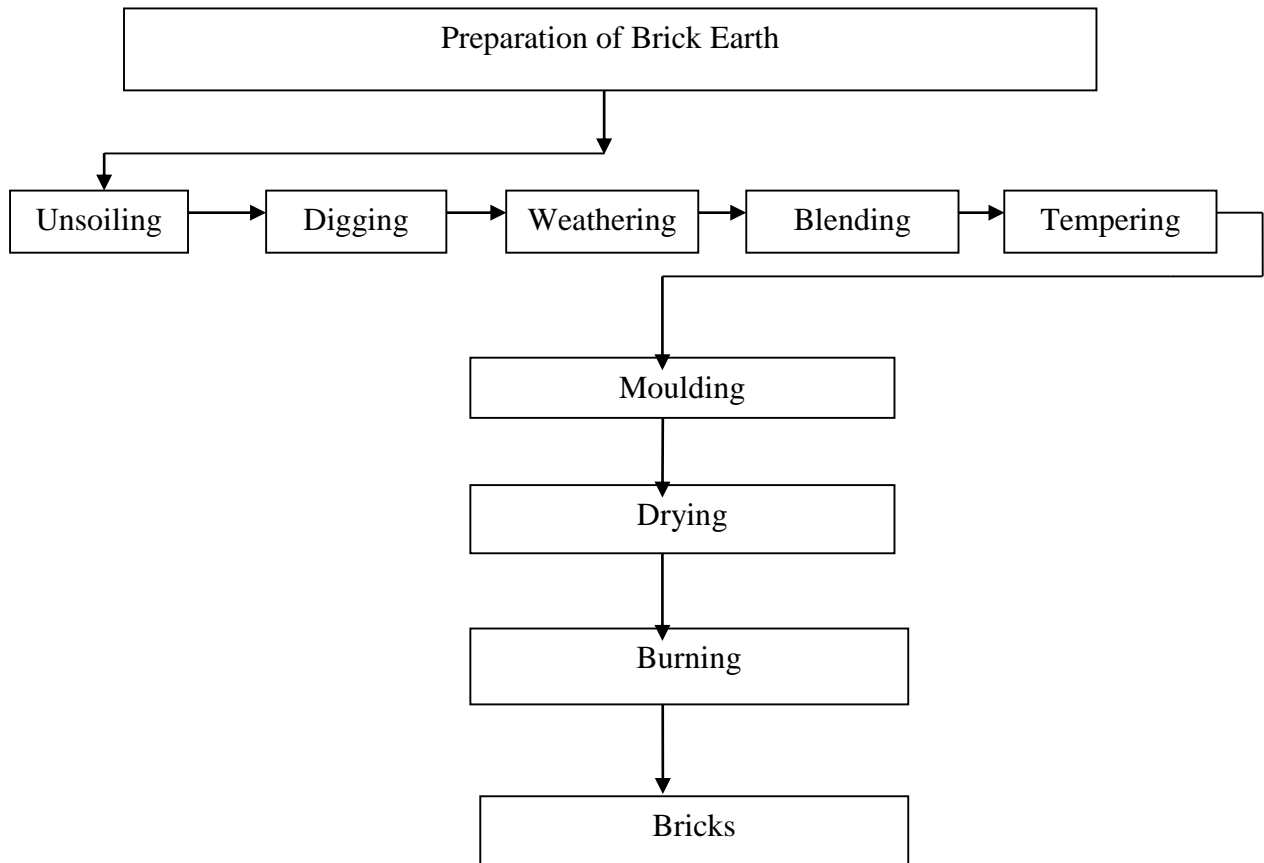 Preparation of Brick Earth
Unsoiling
Digging
Weathering
Blending
Tempering
Moulding
Drying
Burning
Bricks